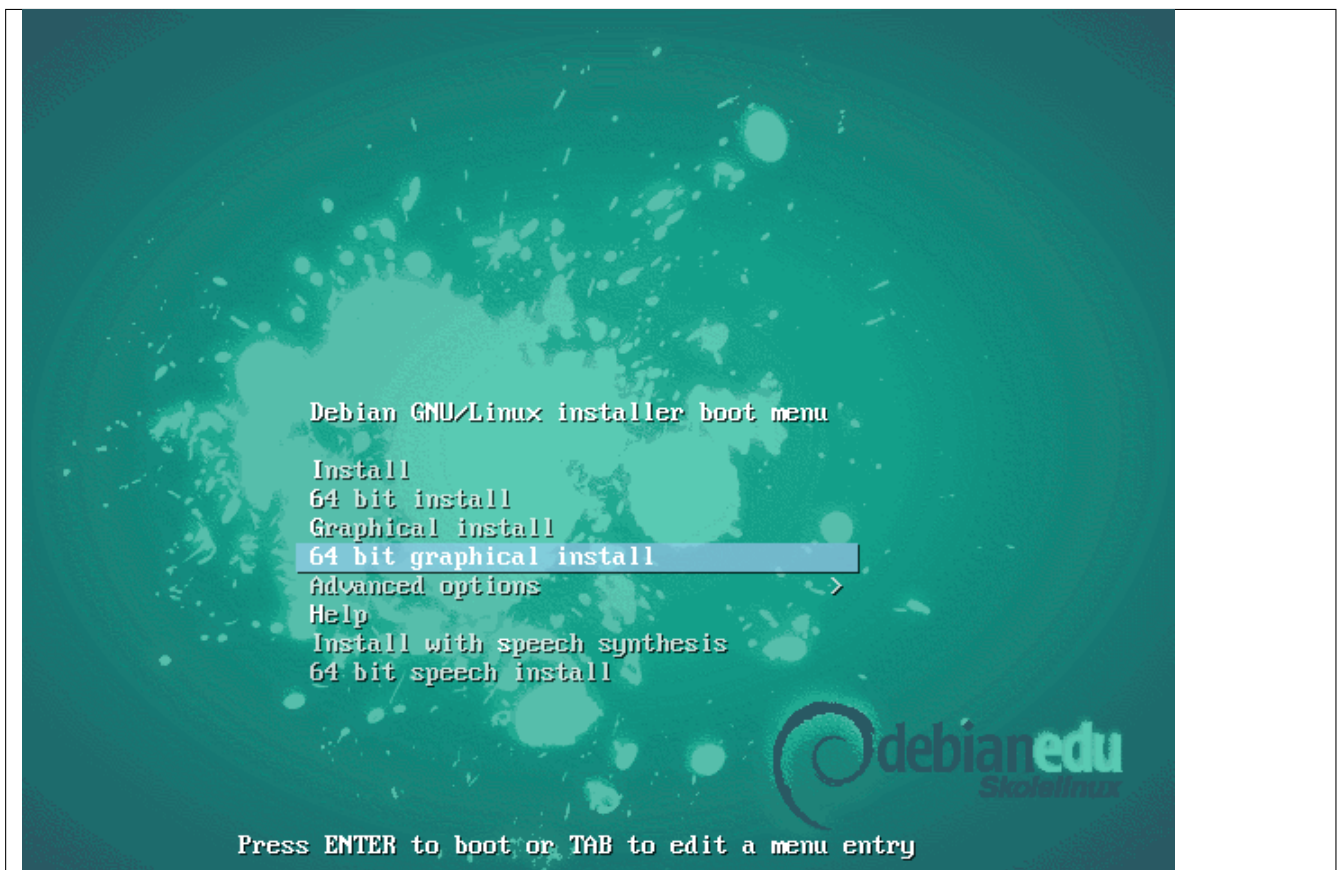 Debian GNU/Linux installer boot menu
Install
64 bit install
Graphical install
64 bit graphical install
Advanced options >
Help
Install with speech synthesis
64 bit speech install
debianedu
Skolelinux
Press ENTER to boot or TAB to edit a menu entry